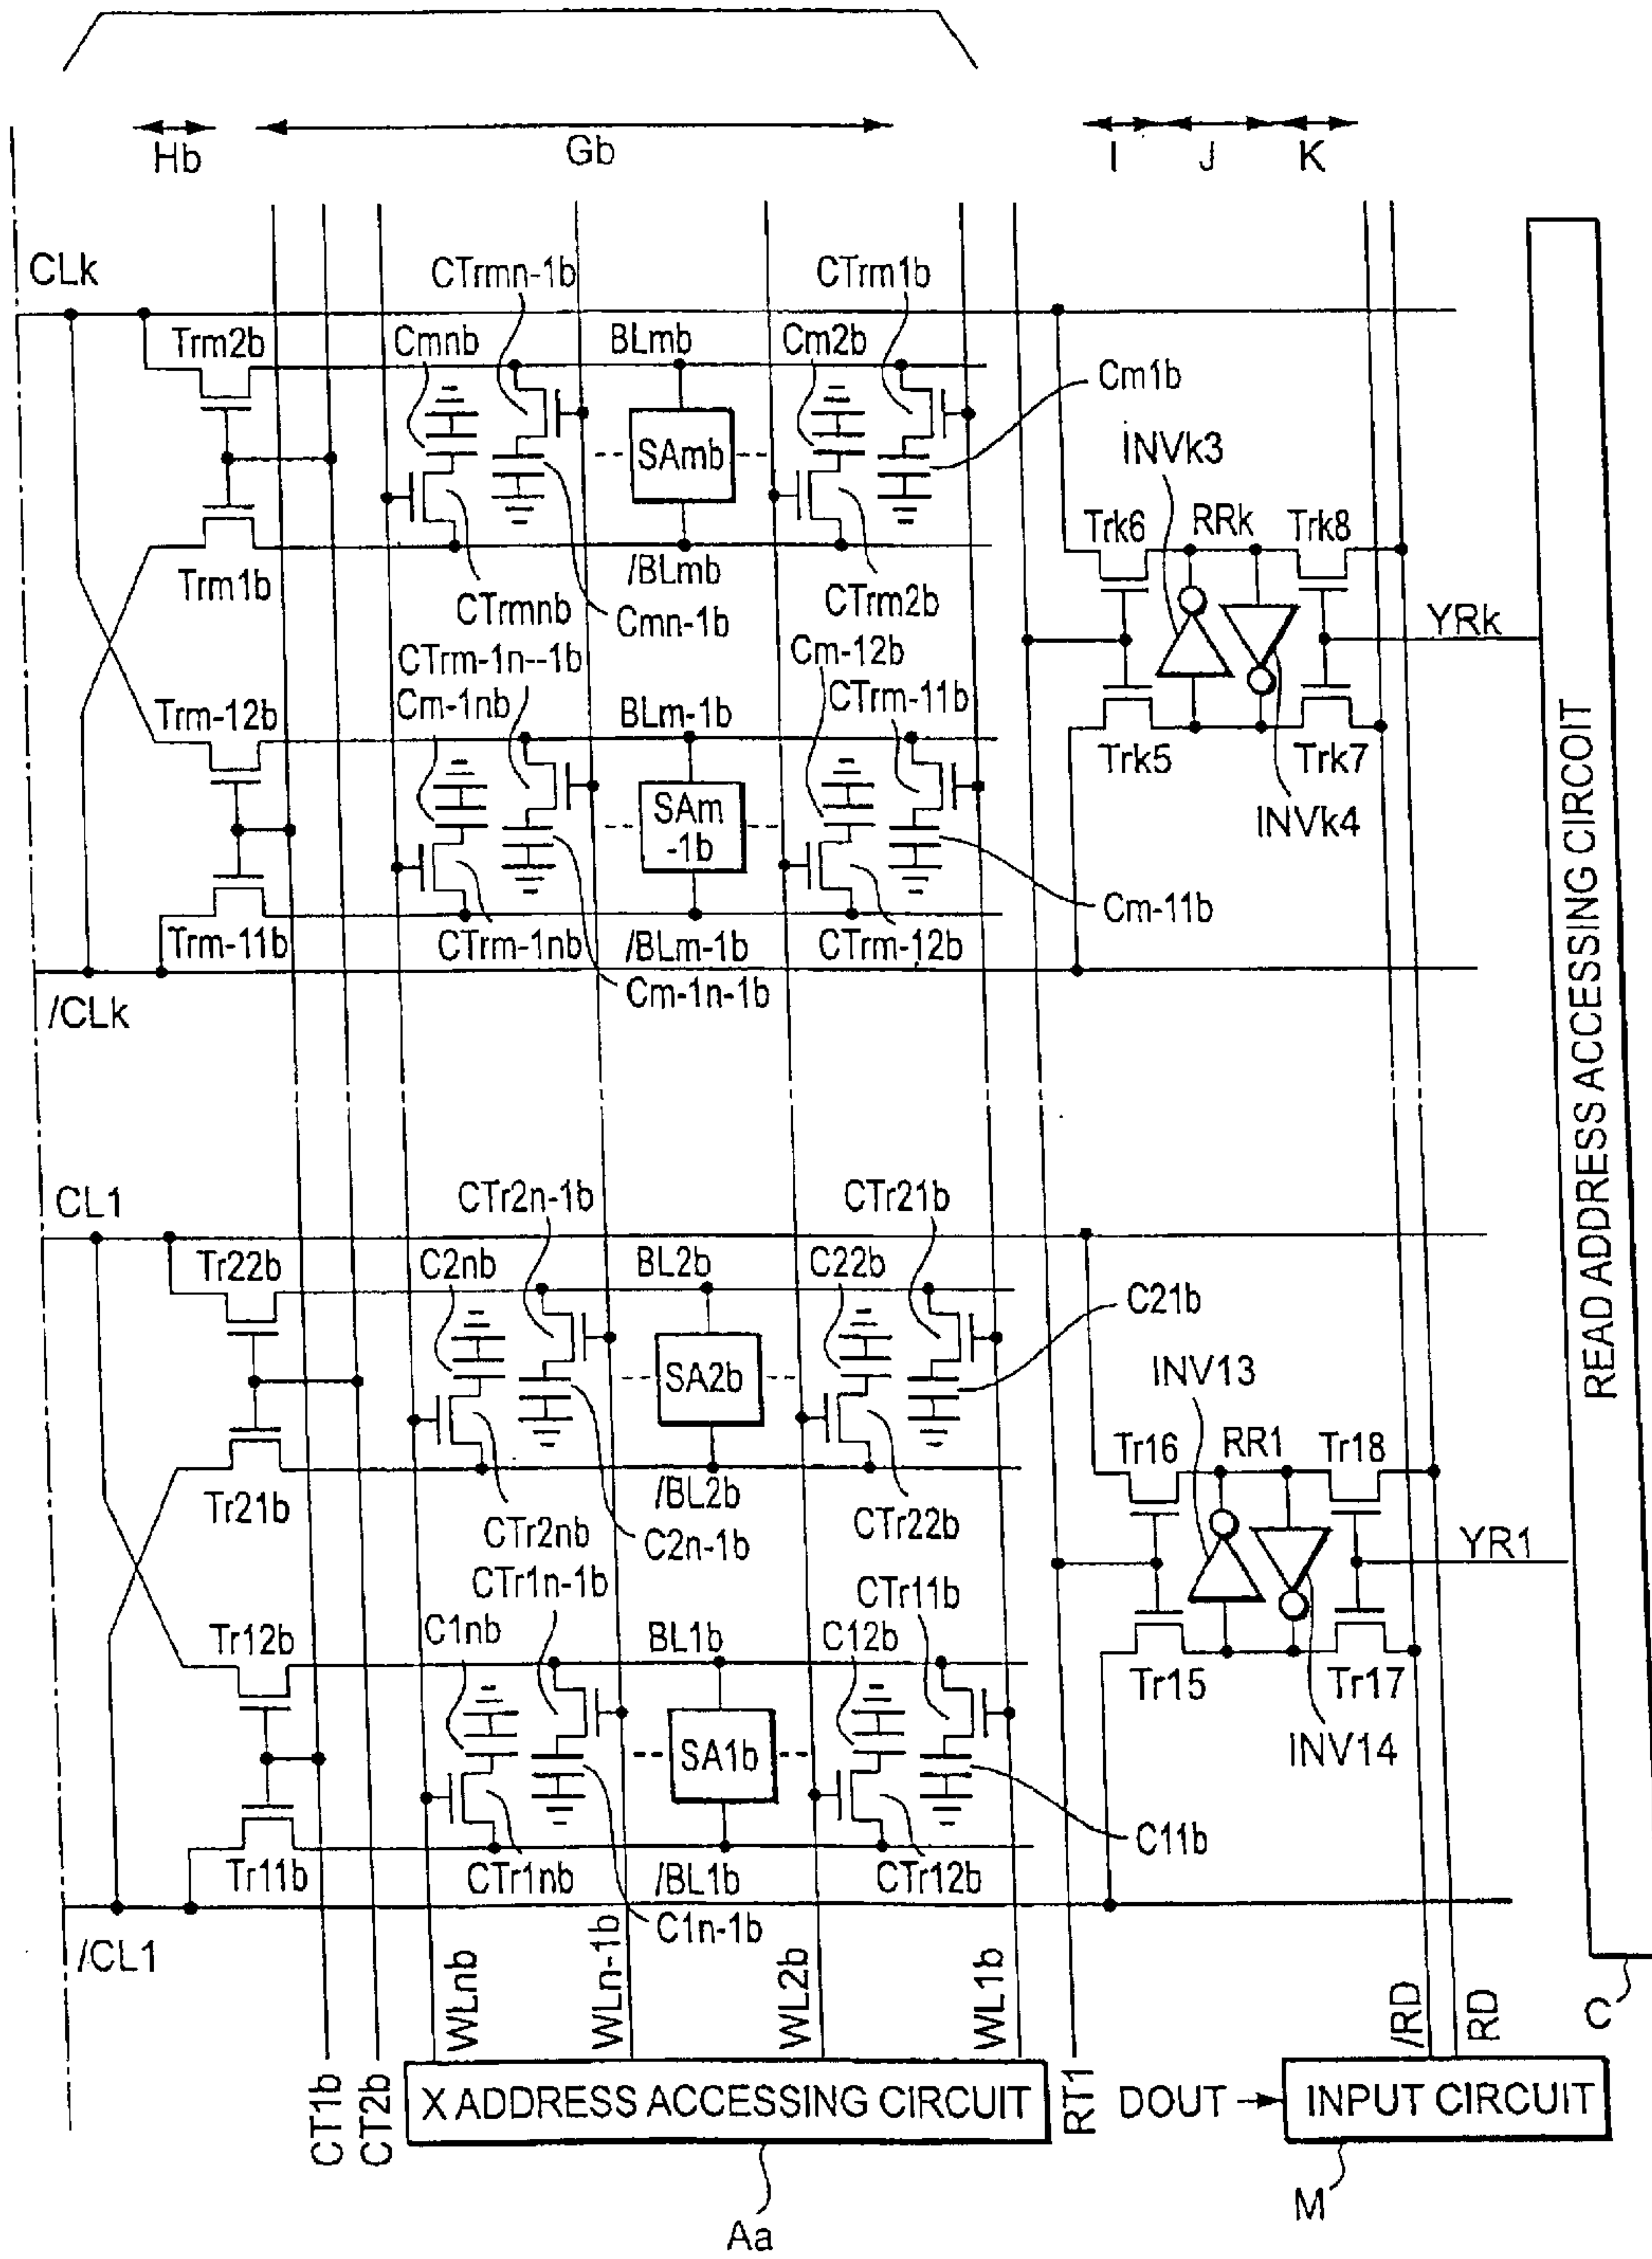 Hb
Gb
I
J
K
CLk
CTrmn-1b
CTrm1b
Trm2b
Cmnb
BLmb
Cm2b
Cm1b
SAmb
INVk3
Trk6
RRk
Trk8
Trm1b
/BLmb
CTrmnb
Cmn-1b
CTrm2b
YRk
CTrm-1n--1b
Cm-12b
Trm-12b
Cm-1nb
BLm-1b
CTrm-11b
Trk5
Trk7
SAm
-1b
INVk4
Cm-11b
Trm-11b
CTrm-1nb
/BLm-1b
CTrm-12b
Cm-1n-1b
/CLk
READ ADDRESS ACCESSING CIRCOIT
CL1
CTr2n-1b
CTr21b
Tr22b
C2nb
BL2b
C22b
C21b
SA2b
INV13
Tr16
RR1
Tr18
Tr21b
/BL2b
CTr2nb
C2n-1b
CTr22b
YR1
CTr1n-1b
CTr11b
Tr12b
C1nb
BL1b
C12b
Tr15
Tr17
SA1b
INV14
C11b
Tr11b
CTr1nb
/BL1b
CTr12b
C1n-1b
/CL1
WLnb
WLn-1b
WL2b
WL1b
/RD
RD
C
CT1b
CT2b
X ADDRESS ACCESSING CIRCUIT
RT1
DOUT
INPUT CIRCUIT
Aa
M